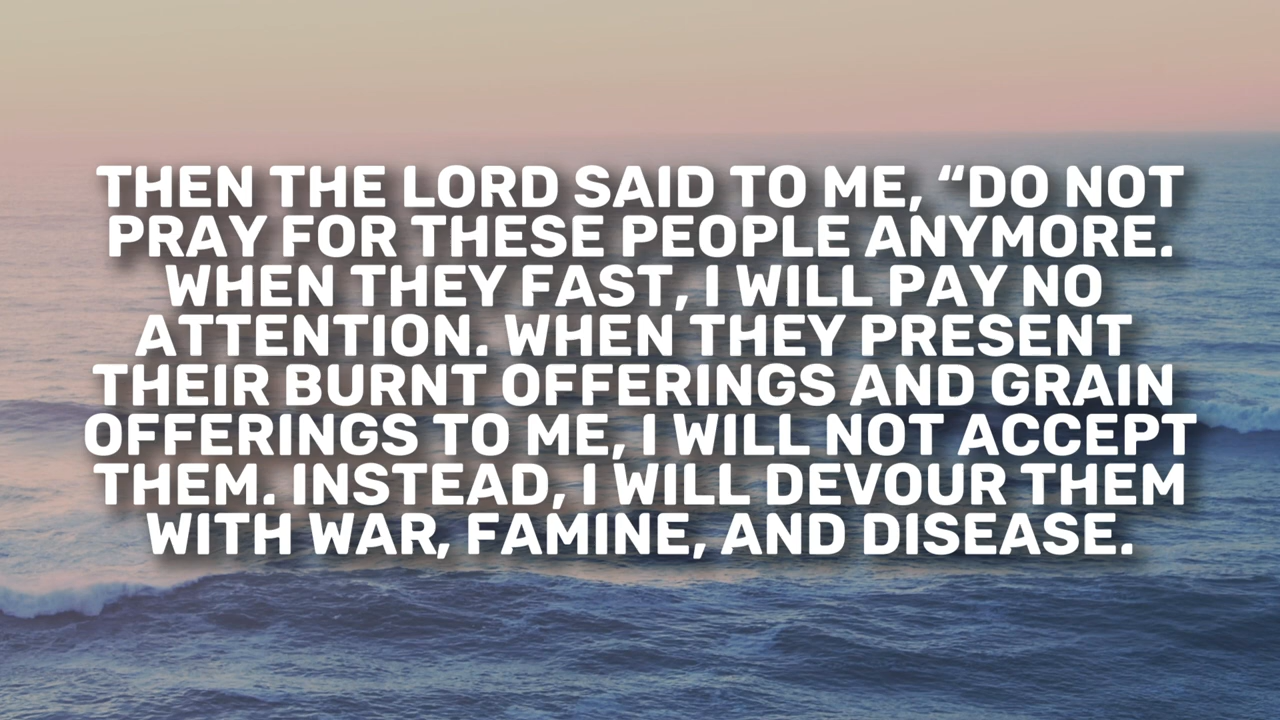 THEN THE LORD SAID TO ME, “DO NOT
PRAY FOR THESE PEOPLE ANYMORE.
WHEN THEY FAST, I WILL PAY NO
ATTENTION. WHEN THEY PRESENT
THEIR BURNT OFFERINGS AND GRAIN
OFFERINGS TO ME, I WILL NOT ACCEPT
THEM. INSTEAD, I WILL DEVOUR THEM
WITH WAR, FAMINE, AND DISEASE.